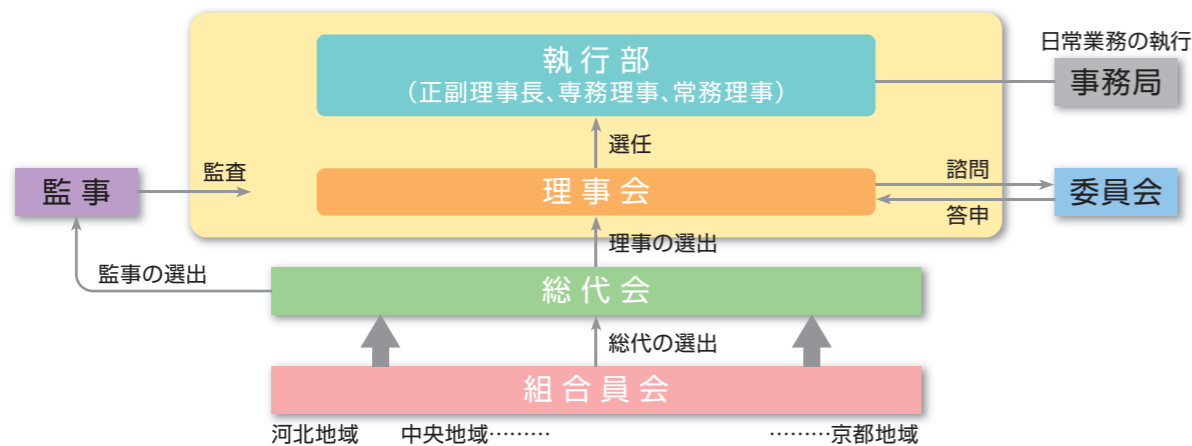 執行部
(正副理事長、専務理事、常務理事)
日常業務の執行
事務局
選任
監事
監査
理事会
諮問
答申
委員会
理事の選出
監事の選出
総代会
総代の選出
組合員会
河北地域
中央地域………
………京都地域